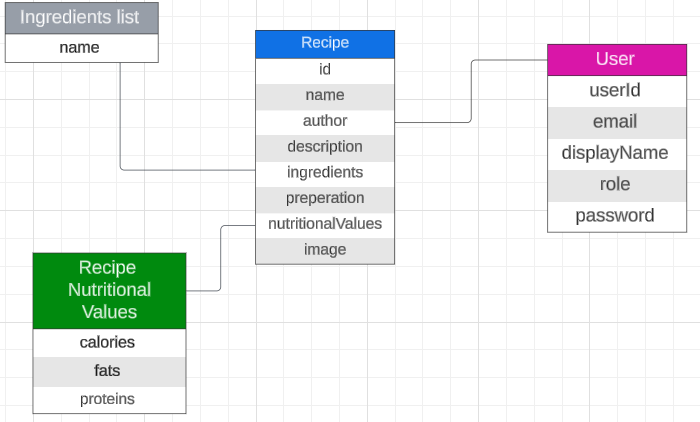 Ingredients list
name
Recipe
id
name
author
description
ingredients
preperation
nutritionalValues
image
User
userId
email
displayName
role
password
Recipe
Nutritional
Values
calories
fats
proteins